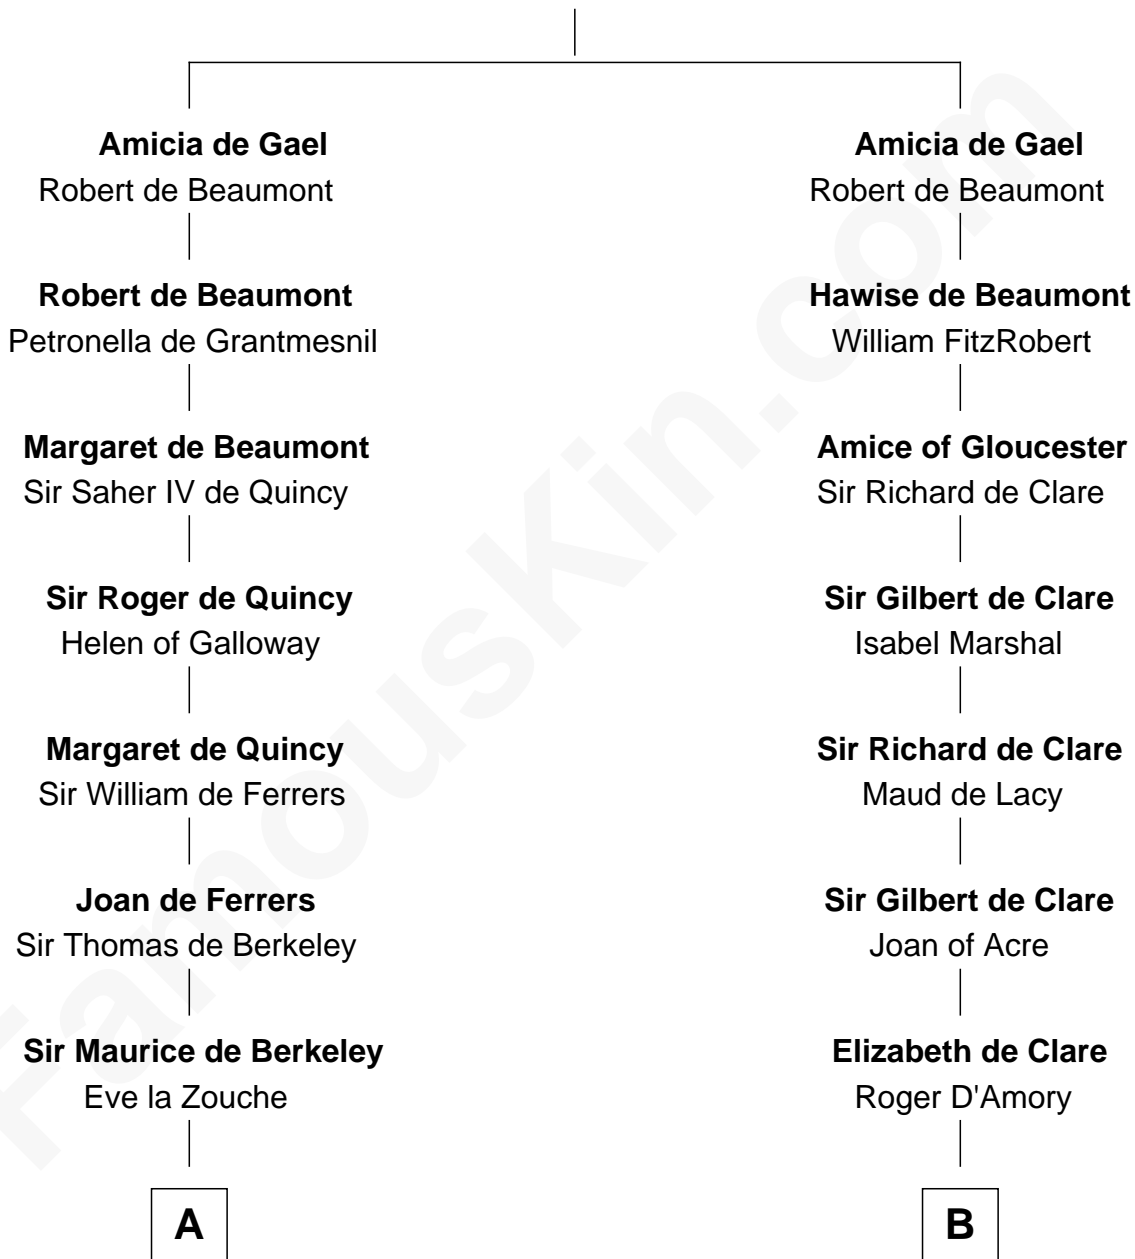 Amicia de Gael
Robert de Beaumont
Robert de Beaumont
Petronella de Grantmesnil
Margaret de Beaumont
Sir Saher IV de Quincy
Sir Roger de Quincy
Helen of Galloway
Margaret de Quincy
Sir William de Ferrers
Joan de Ferrers
Sir Thomas de Berkeley
Sir Maurice de Berkeley
Eve la Zouche
A
Amicia de Gael
Robert de Beaumont
Hawise de Beaumont
William FitzRobert
Amice of Gloucester
Sir Richard de Clare
Sir Gilbert de Clare
Isabel Marshal
Sir Richard de Clare
Maud de Lacy
Sir Gilbert de Clare
Joan of Acre
Elizabeth de Clare
Roger D'Amory
B
FamousKin.com